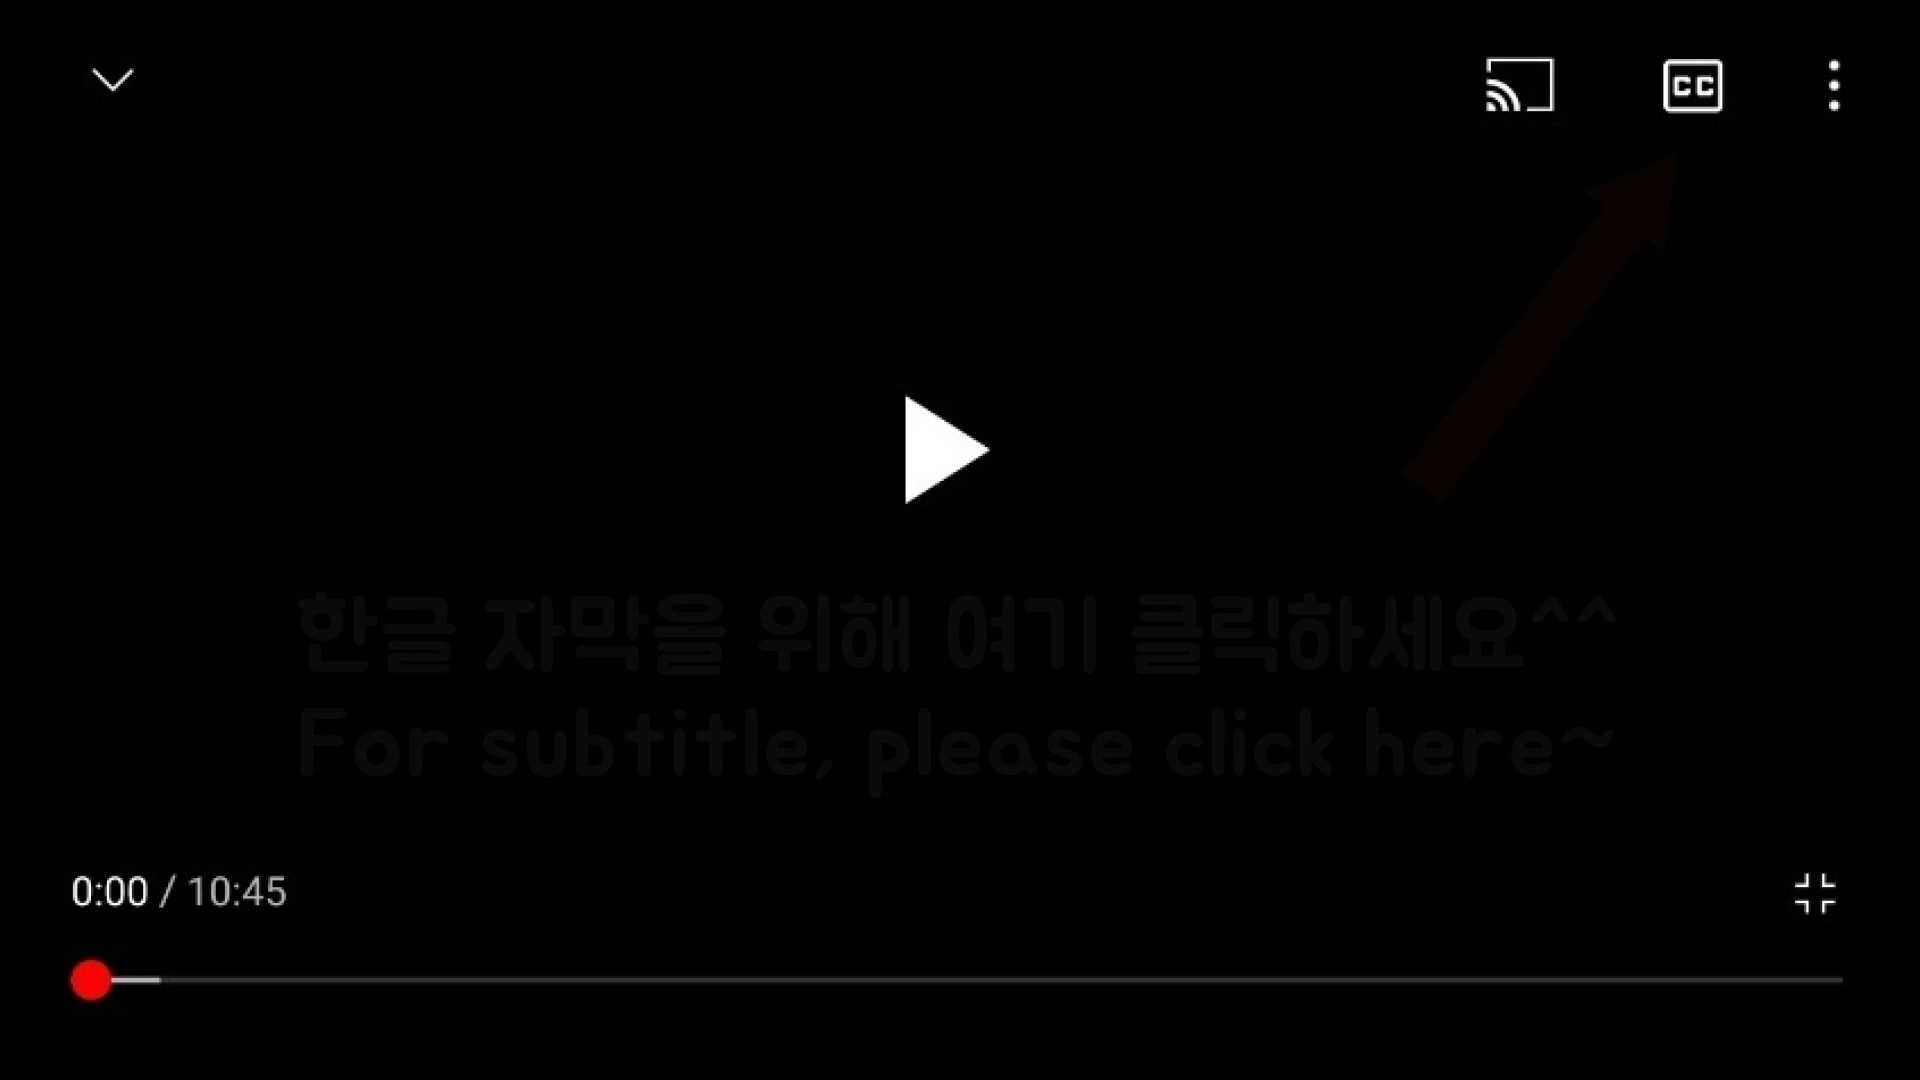 CC
한글 자막을 위해 여기 클릭하세요^^
For subtitle, please click here~
0:00 / 10:45